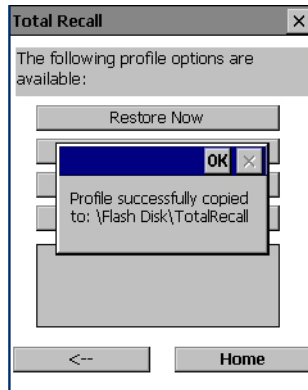 Total Recall
The following profile options are
available:
Restore Now
OK
Profile successfully copied
to: \Flash Disk\TotalRecall
<--
Home